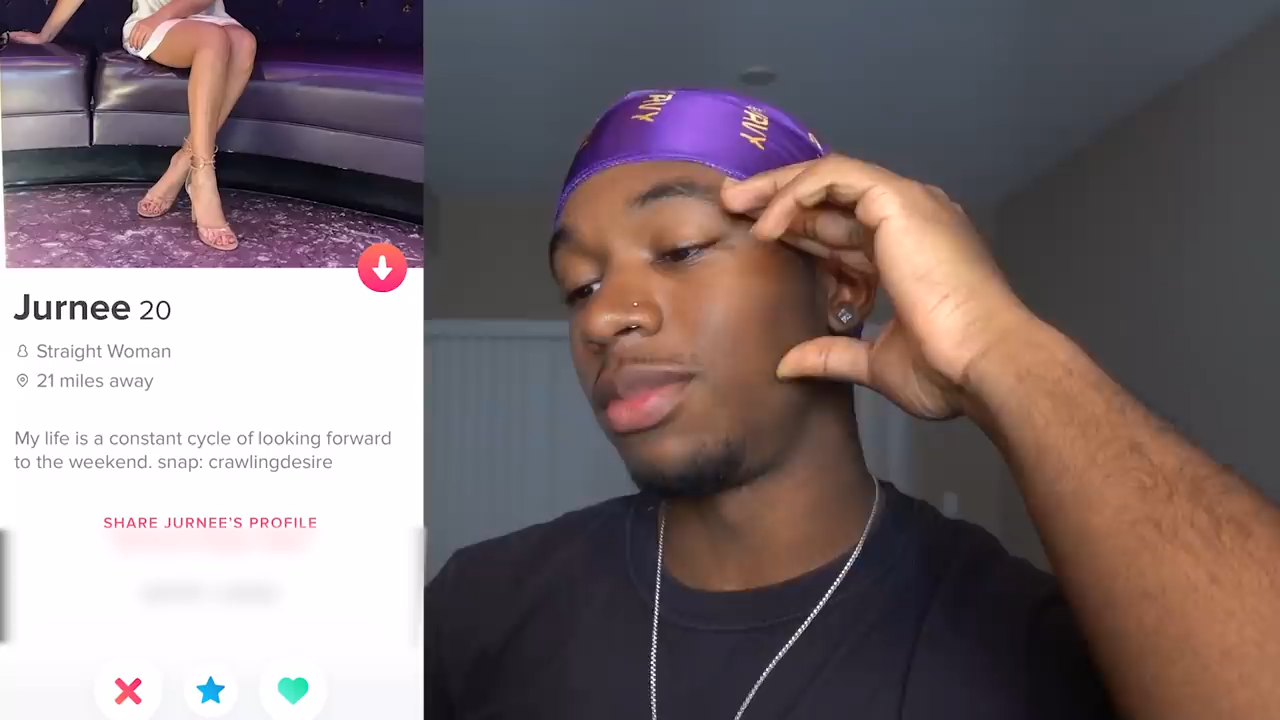 Jurnee 20
Straight Woman
21 miles away
My life is a constant cycle of looking forward
to the weekend. snap: crawlingdesire
SHARE JURNEE'S PROFILE